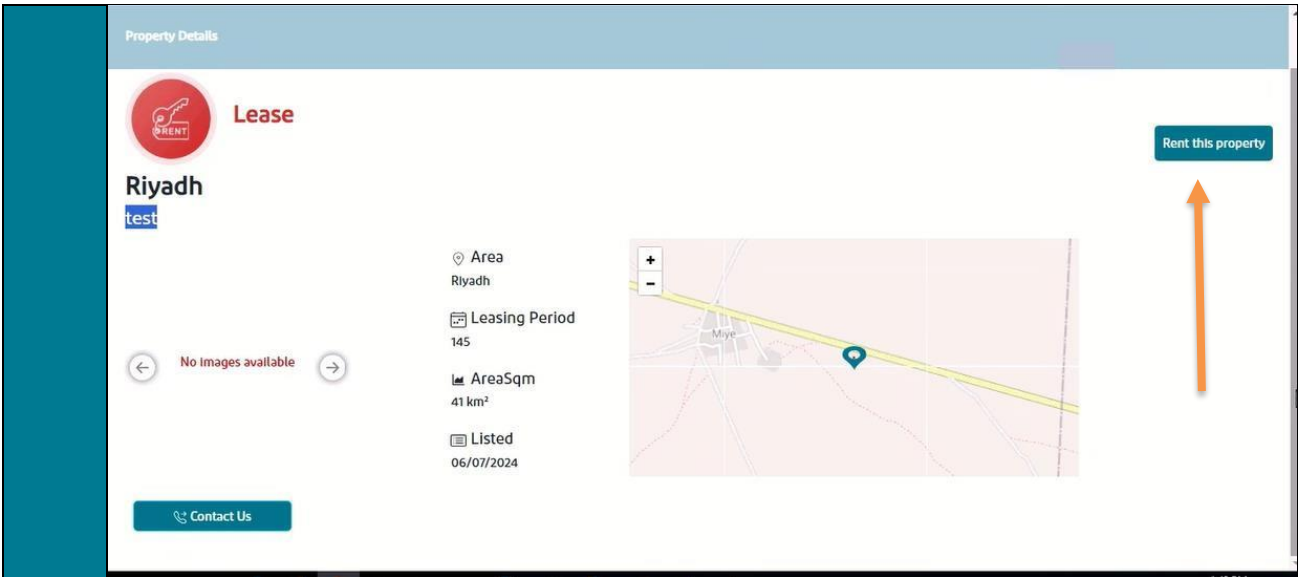 Property Details
RENT
Lease
Rent this property
Riyadh
test
Area
Riyadh
Leasing Period
145
AreaSqm
41 km²
Listed
06/07/2024
+
-
Miye
No Images available
Contact Us